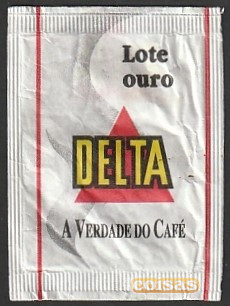 Lote
ouro
DELTA
A VERDADE DO CAFÉ
coisas